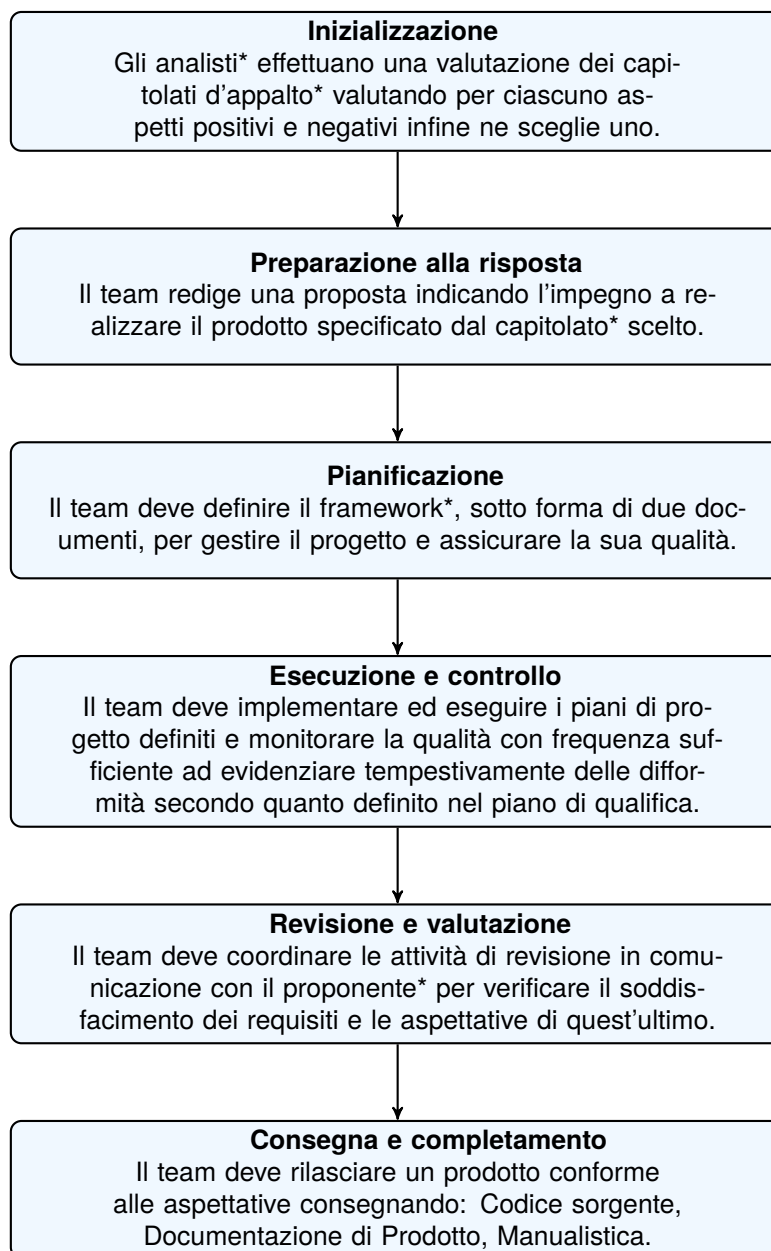 Inizializzazione
Gli analisti* effettuano una valutazione dei capi-
tolati d'appalto* valutando per ciascuno as-
petti positivi e negativi infine ne sceglie uno.
Preparazione alla risposta
Il team redige una proposta indicando l'impegno a re-
alizzare il prodotto specificato dal capitolato* scelto.
Pianificazione
Il team deve definire il framework*, sotto forma di due doc-
umenti, per gestire il progetto e assicurare la sua qualità.
Esecuzione e controllo
Il team deve implementare ed eseguire i piani di pro-
getto definiti e monitorare la qualità con frequenza suf-
ficiente ad evidenziare tempestivamente delle diffor-
mità secondo quanto definito nel piano di qualifica.
Revisione e valutazione
Il team deve coordinare le attività di revisione in comu-
nicazione con il proponente* per verificare il soddis-
facimento dei requisiti e le aspettative di quest'ultimo.
Consegna e completamento
Il team deve rilasciare un prodotto conforme
alle aspettative consegnando: Codice sorgente,
Documentazione di Prodotto, Manualistica.